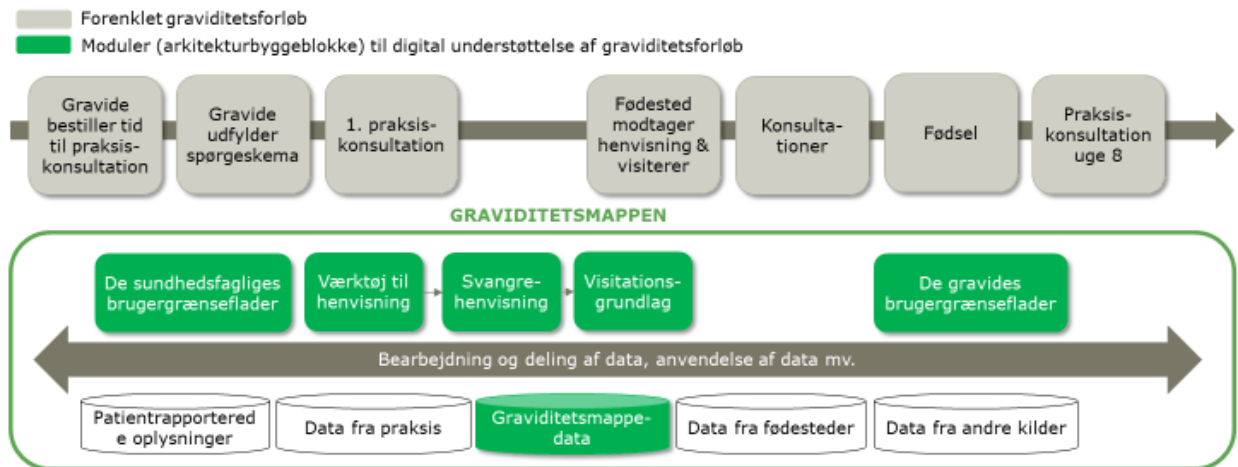 Forenklet graviditetsforløb
Moduler (arkitekturbyggeblokke) til digital understøttelse af graviditetsforløb
Gravide
bestiller tid
til praksis-
konsultation
Gravide
udfylder
spørgeskema
1. praksis-
konsultation
Fødested
modtager
henvisning &
visiterer
Konsulta-
tioner
Fødsel
Praksis-
konsultation
uge 8
GRAVIDITETSMAPPEN
De sundhedsfagliges
brugergrænseflader
Værktøj til
henvisning
Svangre-
henvisning
Visitations-
grundlag
De gravides
brugergrænseflader
Bearbejdning og deling af data, anvendelse af data mv.
Patientrapportered
e oplysninger
Data fra praksis
Graviditetsmappe-
data
Data fra fødesteder
Data fra andre kilder